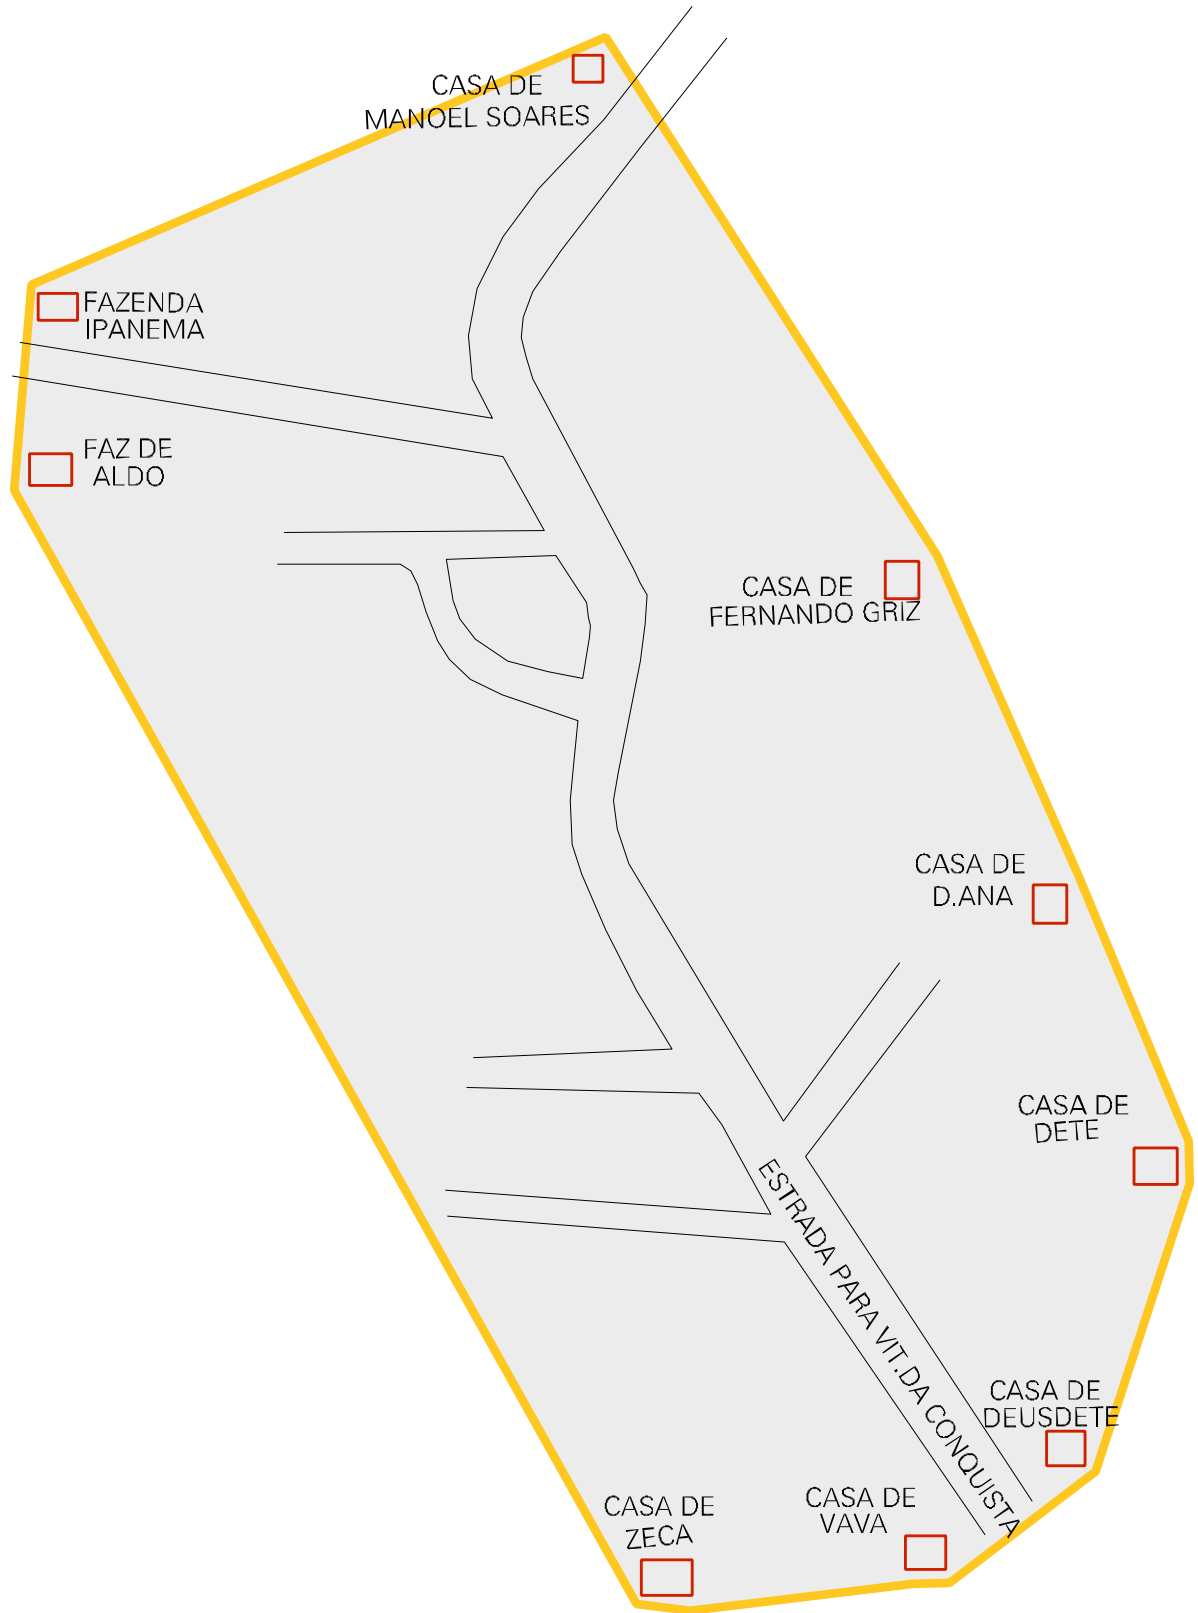 CASA DE
MANOEL SOARES
FAZENDA
IPANEMA
FAZ DE
ALDO
CASA DE
FERNANDO GRIZ
CASA DE
D.ANA
CASA DE
DETE
ESTRADA PARA VIT.DA CONQUISTA
CASA DE
DEUSDETE
CASA DE
VAVA
CASA DE
ZECA